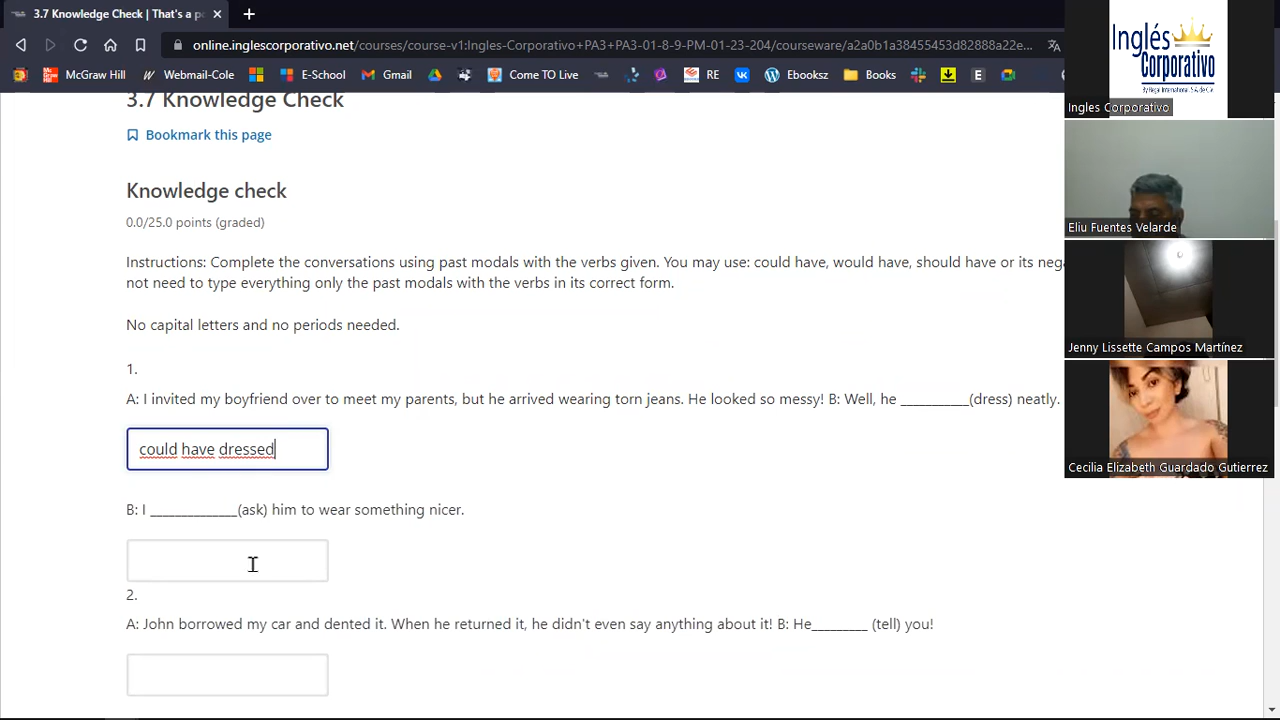 3.7 Knowledge Check | That's a p
online.inglescorporativo.net/courses/course-v1:Ingles-Corporativo+PA3+PA3-01-8-9-PM-01-23-204/courseware/a2a0b1a38455453d82888a2e...
McGraw Hill
Webmail-Cole
E-School
Gmail
Come TO Live
RE
Ebooksz
Books
E
3.7 Knowledge Check
Bookmark this page
Knowledge check
0.0/25.0 points (graded)
Instructions: Complete the conversations using past modals with the verbs given. You may use: could have, would have, should have or its nega
not need to type everything only the past modals with the verbs in its correct form.
No capital letters and no periods needed.
1.
A: I invited my boyfriend over to meet my parents, but he arrived wearing torn jeans. He looked so messy! B: Well, he __________(dress) neatly.
could have dressed
B: I _____________(ask) him to wear something nicer.
2.
A: John borrowed my car and dented it. When he returned it, he didn't even say anything about it! B: He________ (tell) you!
Inglés
Corporativo
By Regal International, S.A. de C.V.
Ingles Corporativo
Eliu Fuentes Velarde
Jenny Lissette Campos Martínez
Cecilia Elizabeth Guardado Gutierrez